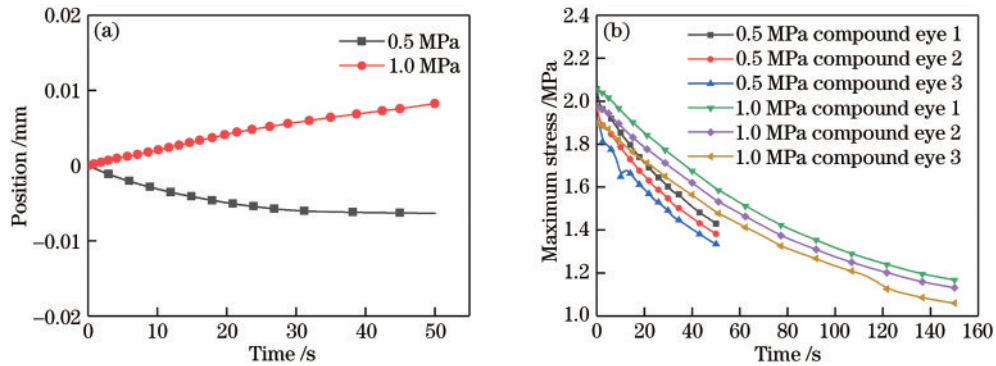 (a)
0.5 MPa
1.0 MPa
0.02
0.01
0
−0.01
−0.02
Position /mm
0 10 20 30 40 50
Time /s
(b)
0.5 MPa compound eye 1
0.5 MPa compound eye 2
0.5 MPa compound eye 3
1.0 MPa compound eye 1
1.0 MPa compound eye 2
1.0 MPa compound eye 3
2.4
2.2
2.0
1.8
1.6
1.4
1.2
1.0
Maximum stress /MPa
0 20 40 60 80 100 120 140 160
Time /s